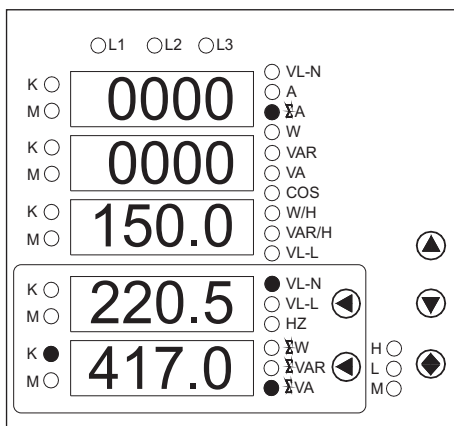 L1 L2 L3
K
M
0000
VL-N
A
ΣA
W
K
M
0000
VAR
VA
COS
K
M
150.0
W/H
VAR/H
VL-L
K
M
220.5
VL-N
VL-L
HZ
K
M
417.0
ΣW
ΣVAR
ΣVA
H
L
M